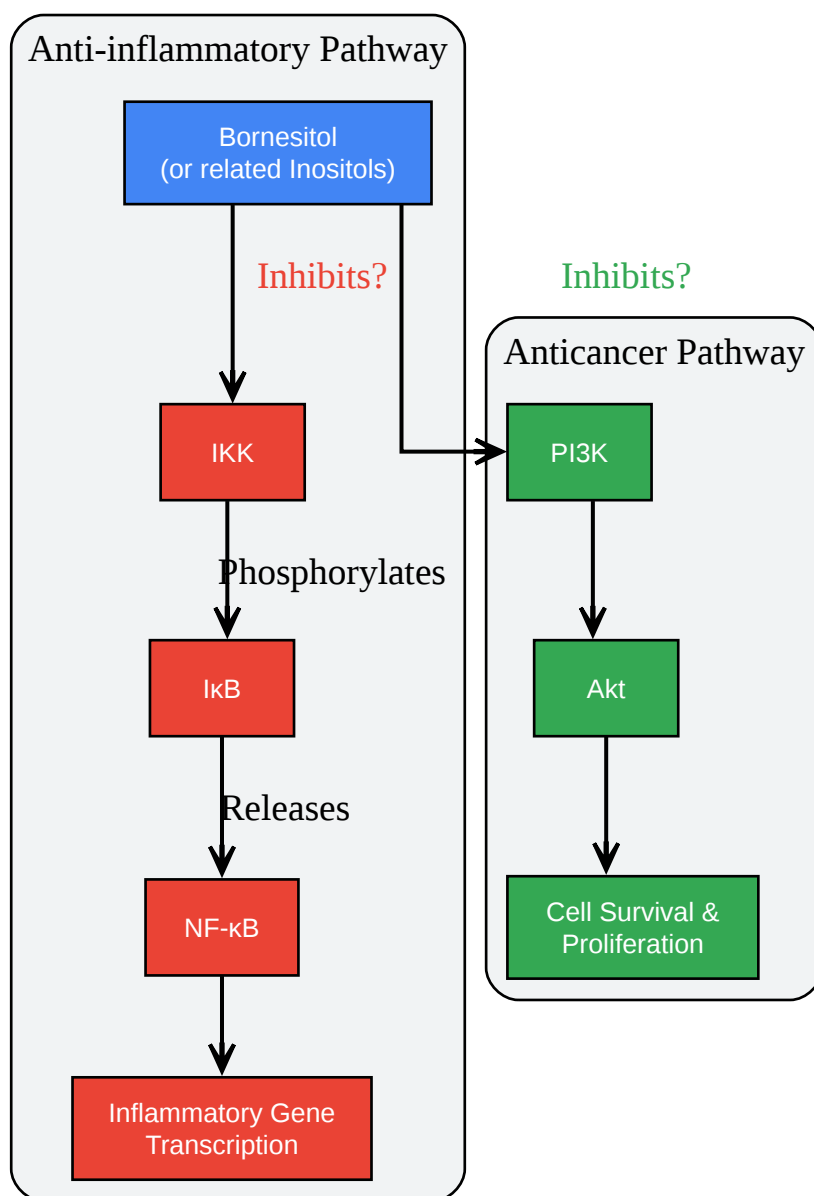 Anti-inflammatory Pathway
Bornesitol
(or related Inositols)
Inhibits?
Inhibits?
Anticancer Pathway
IKK
PI3K
Phosphorylates
IκB
Akt
Releases
NF-κB
Cell Survival &
Proliferation
Inflammatory Gene
Transcription